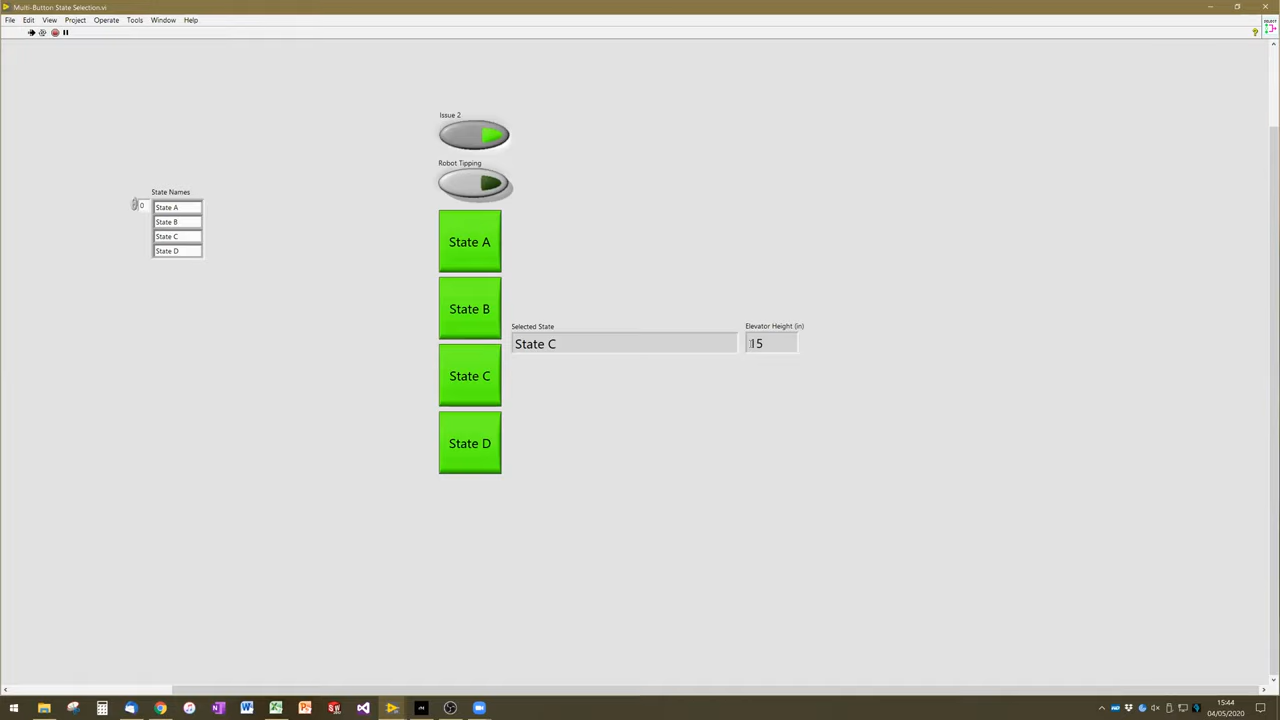 Multi-Button State Selection.vi
File Edit View Project Operate Tools Window Help
SELECT
Issue 2
Robot Tipping
State Names
0
State A
State B
State C
State D
State A
State B
State C
State D
Selected State
State C
Elevator Height (in)
15
15:44
04/05/2020